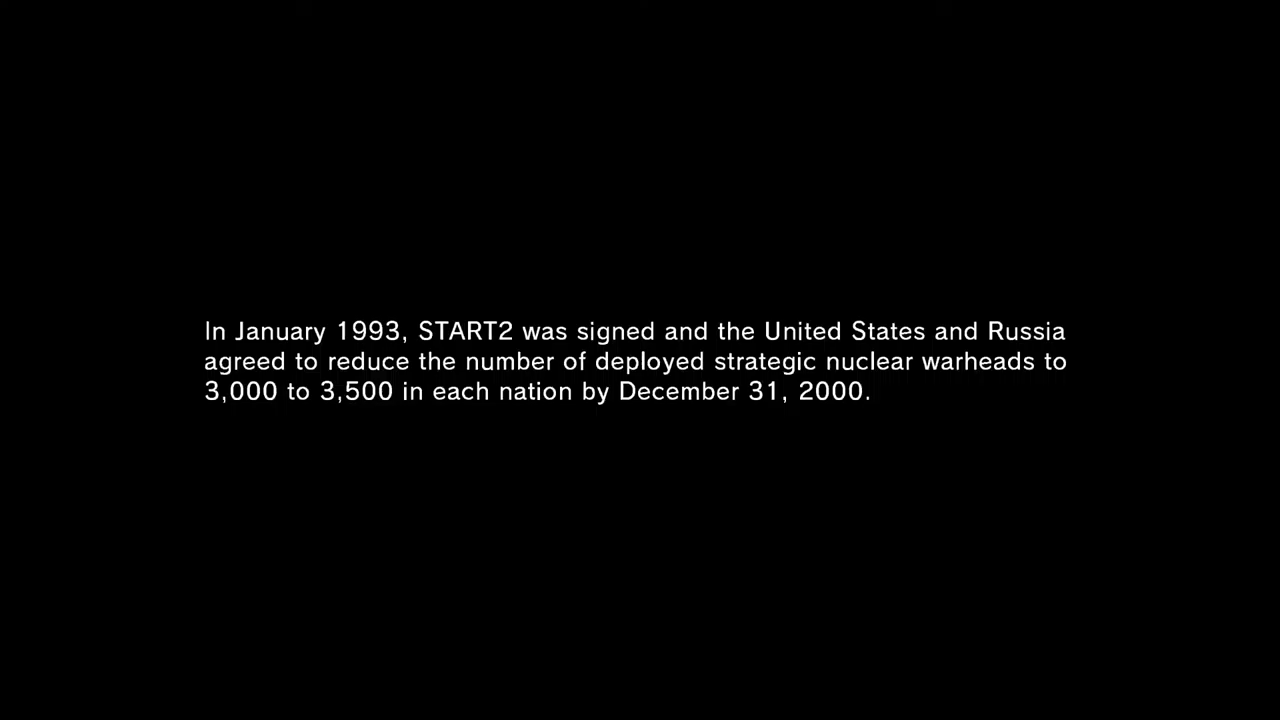 In January 1993, START2 was signed and the United States and Russia
agreed to reduce the number of deployed strategic nuclear warheads to
3,000 to 3,500 in each nation by December 31, 2000.